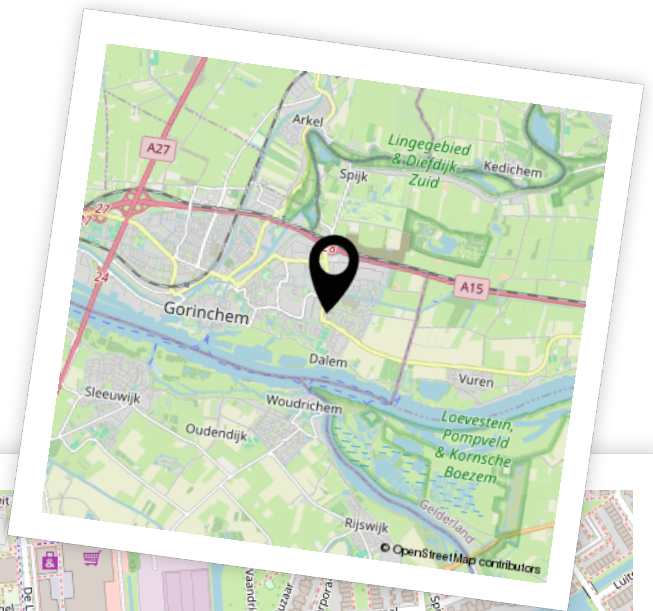 Arkel
A27
Lingegebied
& Diefdijk
Zuid
Kedichem
Spijk
27
24
A15
Gorinchem
Dalem
Vuren
Sleeuwijk
Woudrichem
Oudendijk
Loevestein,
Pompveld
& Kornsche
Boezem
Gelderland
Rijswijk
© OpenStreetMap contributors